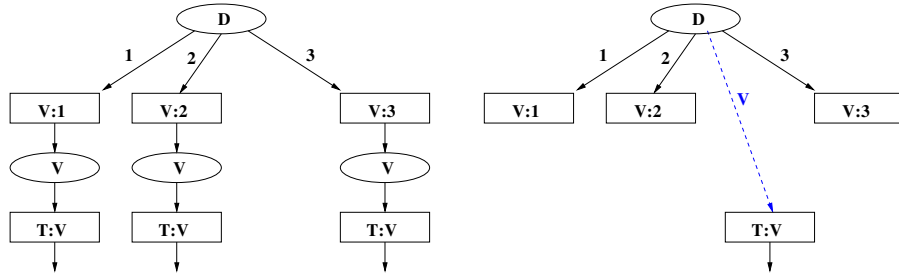 D D
1 2 3 1 2 3
V:1 V:2 V:3 V:1 V:2 V V:3
V V V
T:V T:V T:V T:V